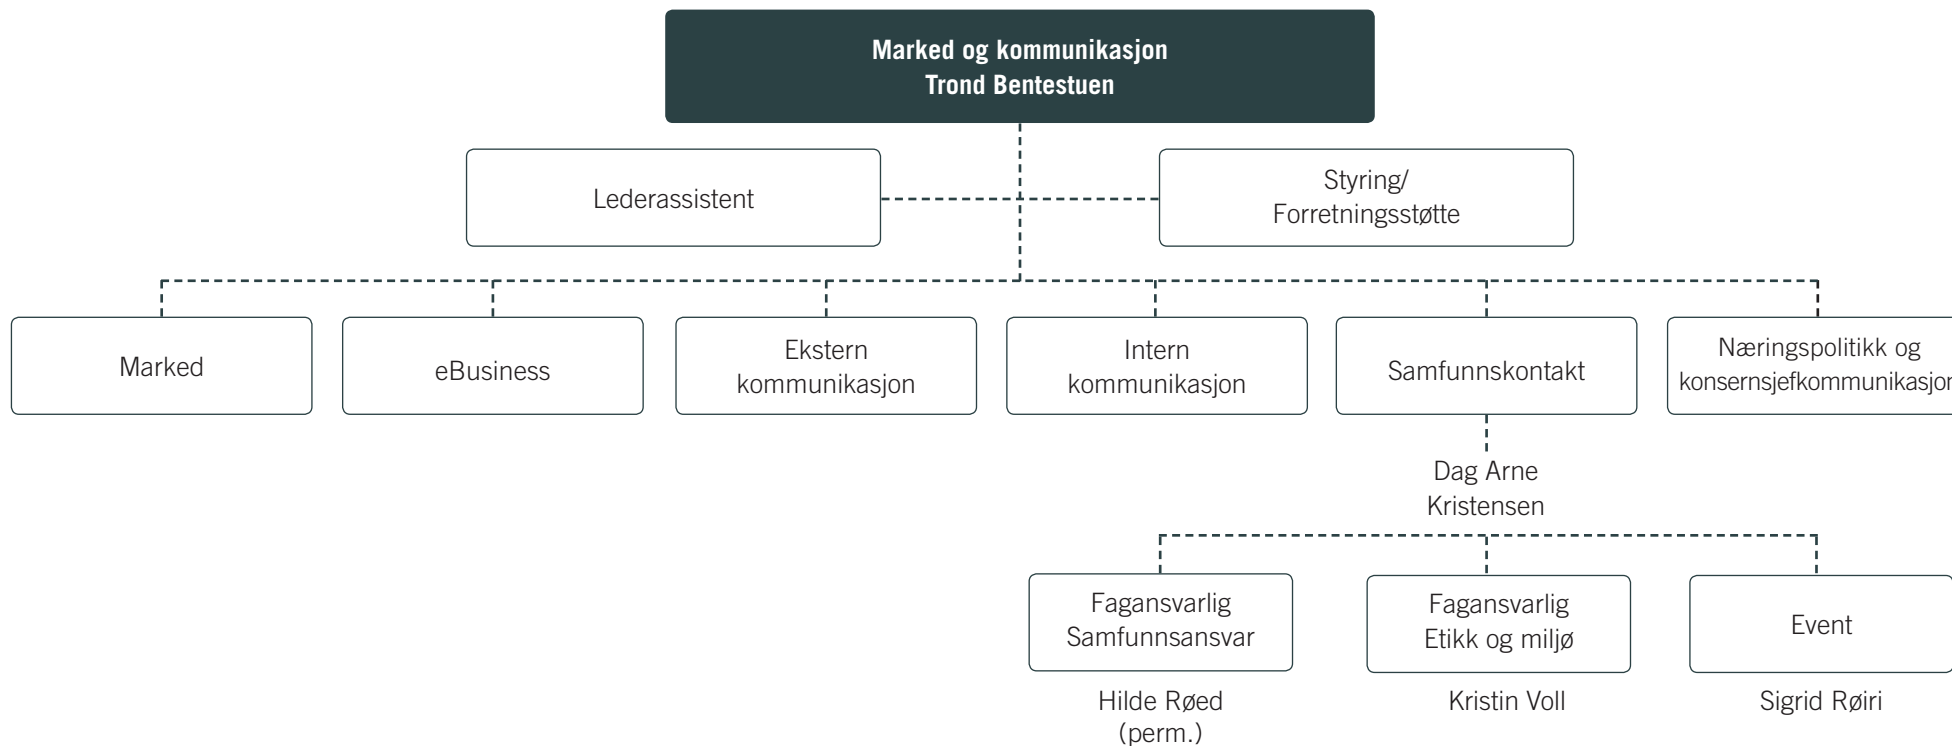 Marked og kommunikasjon
Trond Bentestuen
Lederassistent
Styring/
Forretningsstøtte
Marked
eBusiness
Ekstern
kommunikasjon
Intern
kommunikasjon
Samfunnskontakt
Næringspolitikk og
konsernsjefkommunikasjon
Dag Arne
Kristensen
Fagansvarlig
Samfunnsansvar
Fagansvarlig
Etikk og miljø
Event
Hilde Røed
(perm.)
Kristin Voll
Sigrid Røiri